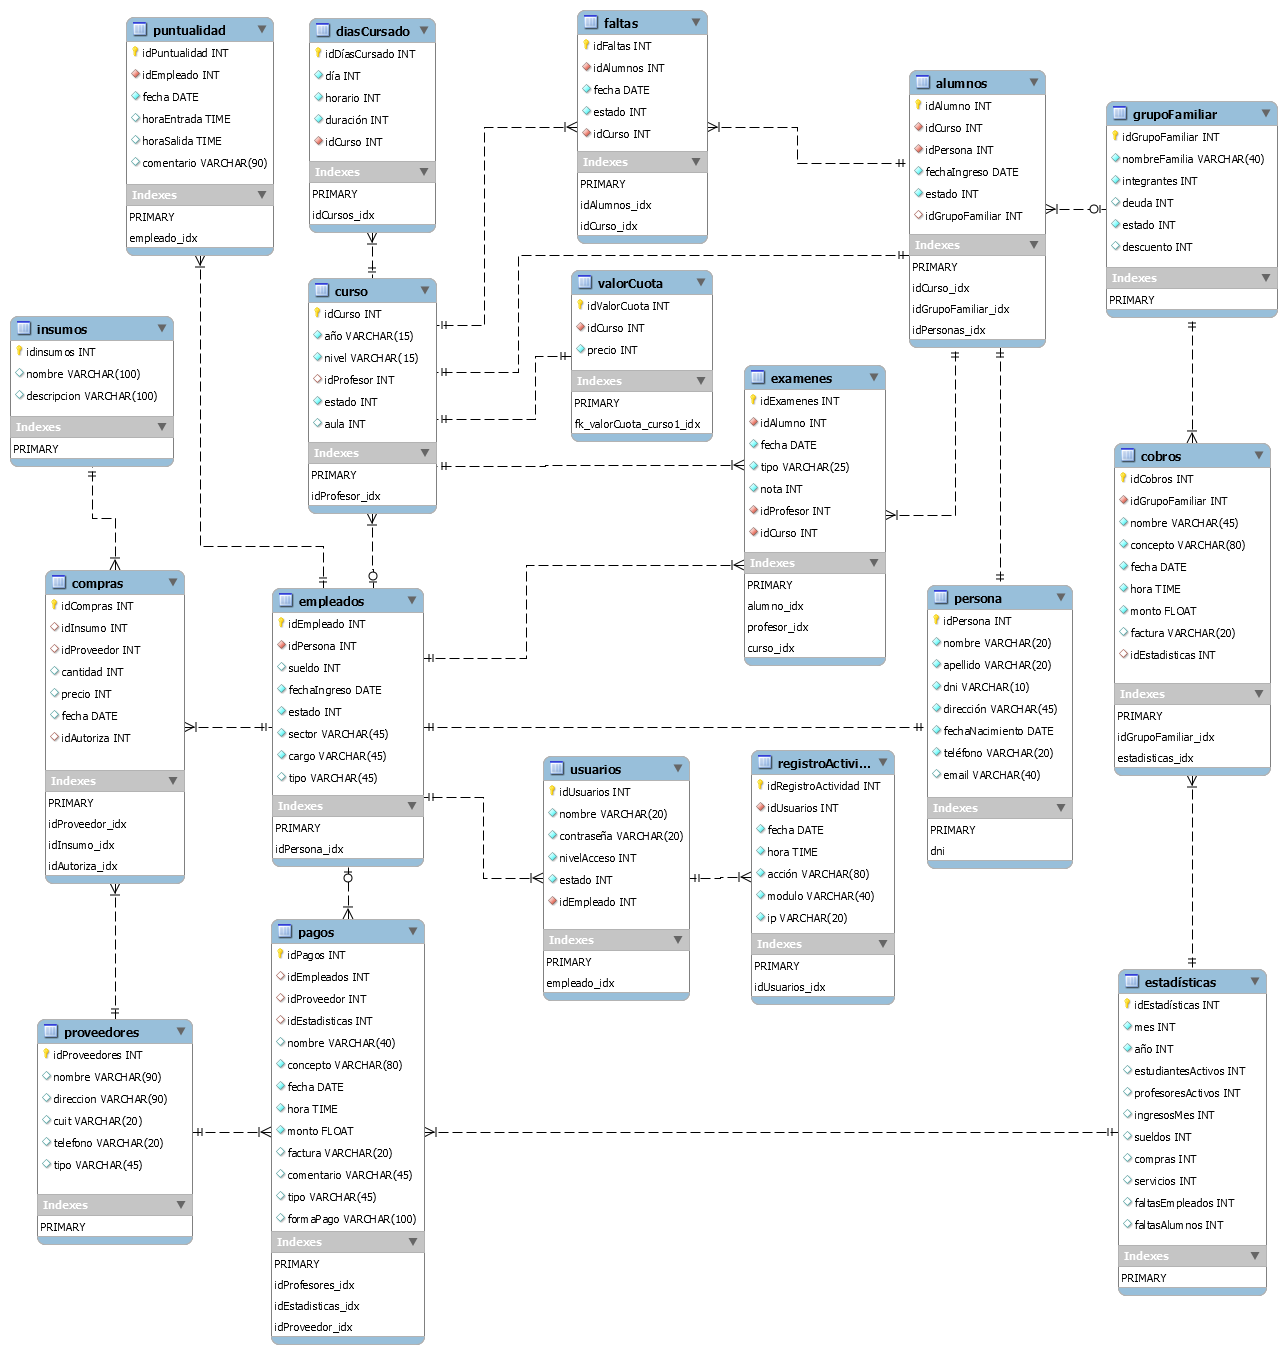 puntualidad
idPuntualidad INT
idEmpleado INT
fecha DATE
horaEntrada TIME
horaSalida TIME
comentario VARCHAR(90)
Indexes
PRIMARY
empleado_idx
diasCursado
idDíasCursado INT
día INT
horario INT
duración INT
idCurso INT
Indexes
PRIMARY
idCursos_idx
faltas
idFaltas INT
idAlumnos INT
fecha DATE
estado INT
idCurso INT
Indexes
PRIMARY
idAlumnos_idx
idCurso_idx
alumnos
idAlumno INT
idCurso INT
idPersona INT
fechaIngreso DATE
estado INT
idGrupoFamiliar INT
Indexes
PRIMARY
idCurso_idx
idGrupoFamiliar_idx
idPersonas_idx
grupoFamiliar
idGrupoFamiliar INT
nombreFamilia VARCHAR(40)
integrantes INT
deuda INT
estado INT
descuento INT
Indexes
PRIMARY
insumos
idinsumos INT
nombre VARCHAR(100)
descripcion VARCHAR(100)
Indexes
PRIMARY
curso
idCurso INT
año VARCHAR(15)
nivel VARCHAR(15)
idProfesor INT
estado INT
aula INT
Indexes
PRIMARY
idProfesor_idx
valorCuota
idValorCuota INT
idCurso INT
precio INT
Indexes
PRIMARY
fk_valorCuota_curso1_idx
examenes
idExamenes INT
idAlumno INT
fecha DATE
tipo VARCHAR(25)
nota INT
idProfesor INT
idCurso INT
Indexes
PRIMARY
alumno_idx
profesor_idx
curso_idx
cobros
idCobros INT
idGrupoFamiliar INT
nombre VARCHAR(45)
concepto VARCHAR(80)
fecha DATE
hora TIME
monto FLOAT
factura VARCHAR(20)
idEstadisticas INT
Indexes
PRIMARY
idGrupoFamiliar_idx
estadisticas_idx
compras
idCompras INT
idInsumo INT
idProveedor INT
cantidad INT
precio INT
fecha DATE
idAutoriza INT
Indexes
PRIMARY
idProveedor_idx
idInsumo_idx
idAutoriza_idx
empleados
idEmpleado INT
idPersona INT
sueldo INT
fechaIngreso DATE
estado INT
sector VARCHAR(45)
cargo VARCHAR(45)
tipo VARCHAR(45)
Indexes
PRIMARY
idPersona_idx
persona
idPersona INT
nombre VARCHAR(20)
apellido VARCHAR(20)
dni VARCHAR(10)
dirección VARCHAR(45)
fechaNacimiento DATE
teléfono VARCHAR(20)
email VARCHAR(40)
Indexes
PRIMARY
dni
usuarios
idUsuarios INT
nombre VARCHAR(20)
contraseña VARCHAR(20)
nivelAcceso INT
estado INT
idEmpleado INT
Indexes
PRIMARY
empleado_idx
registroActivi...
idRegistroActividad INT
idUsuarios INT
fecha DATE
hora TIME
acción VARCHAR(80)
modulo VARCHAR(40)
ip VARCHAR(20)
Indexes
PRIMARY
idUsuarios_idx
pagos
idPagos INT
idEmpleados INT
idProveedor INT
idEstadisticas INT
nombre VARCHAR(40)
concepto VARCHAR(80)
fecha DATE
hora TIME
monto FLOAT
factura VARCHAR(20)
comentario VARCHAR(45)
tipo VARCHAR(45)
formaPago VARCHAR(100)
Indexes
PRIMARY
idProfesores_idx
idEstadisticas_idx
idProveedor_idx
proveedores
idProveedores INT
nombre VARCHAR(90)
direccion VARCHAR(90)
cuit VARCHAR(20)
telefono VARCHAR(20)
tipo VARCHAR(45)
Indexes
PRIMARY
estadísticas
idEstadísticas INT
mes INT
año INT
estudiantesActivos INT
profesoresActivos INT
ingresosMes INT
sueldos INT
compras INT
servicios INT
faltasEmpleados INT
faltasAlumnos INT
Indexes
PRIMARY